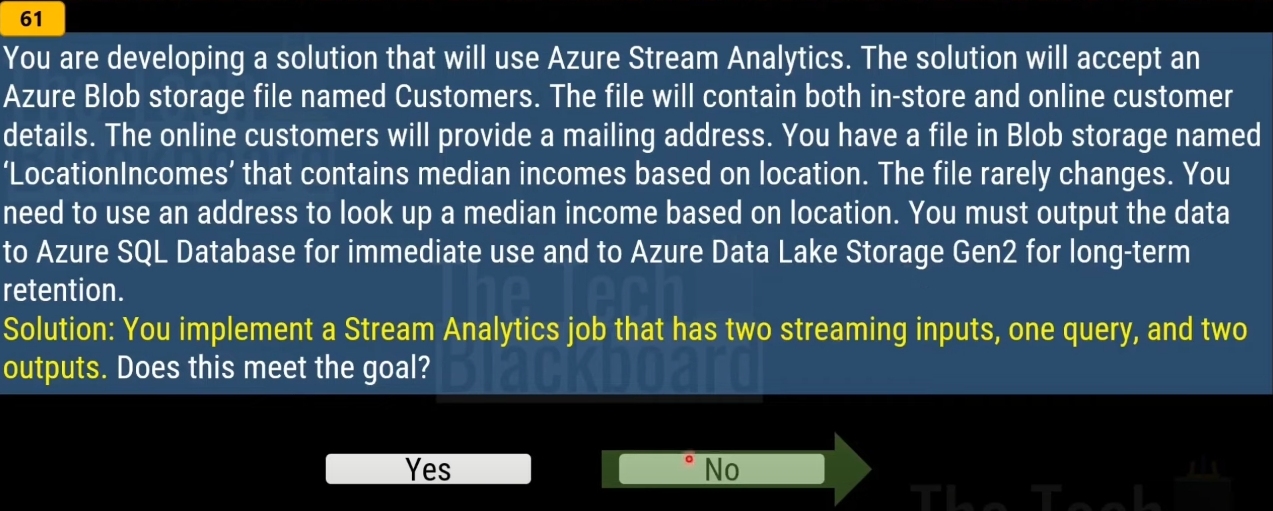 61
You are developing a solution that will use Azure Stream Analytics. The solution will accept an
Azure Blob storage file named Customers. The file will contain both in-store and online customer
details. The online customers will provide a mailing address. You have a file in Blob storage named
‘LocationIncomes’ that contains median incomes based on location. The file rarely changes. You
need to use an address to look up a median income based on location. You must output the data
to Azure SQL Database for immediate use and to Azure Data Lake Storage Gen2 for long-term
retention.
Solution: You implement a Stream Analytics job that has two streaming inputs, one query, and two
outputs. Does this meet the goal?
The Tech
Blackboard
Yes
No
The Tech